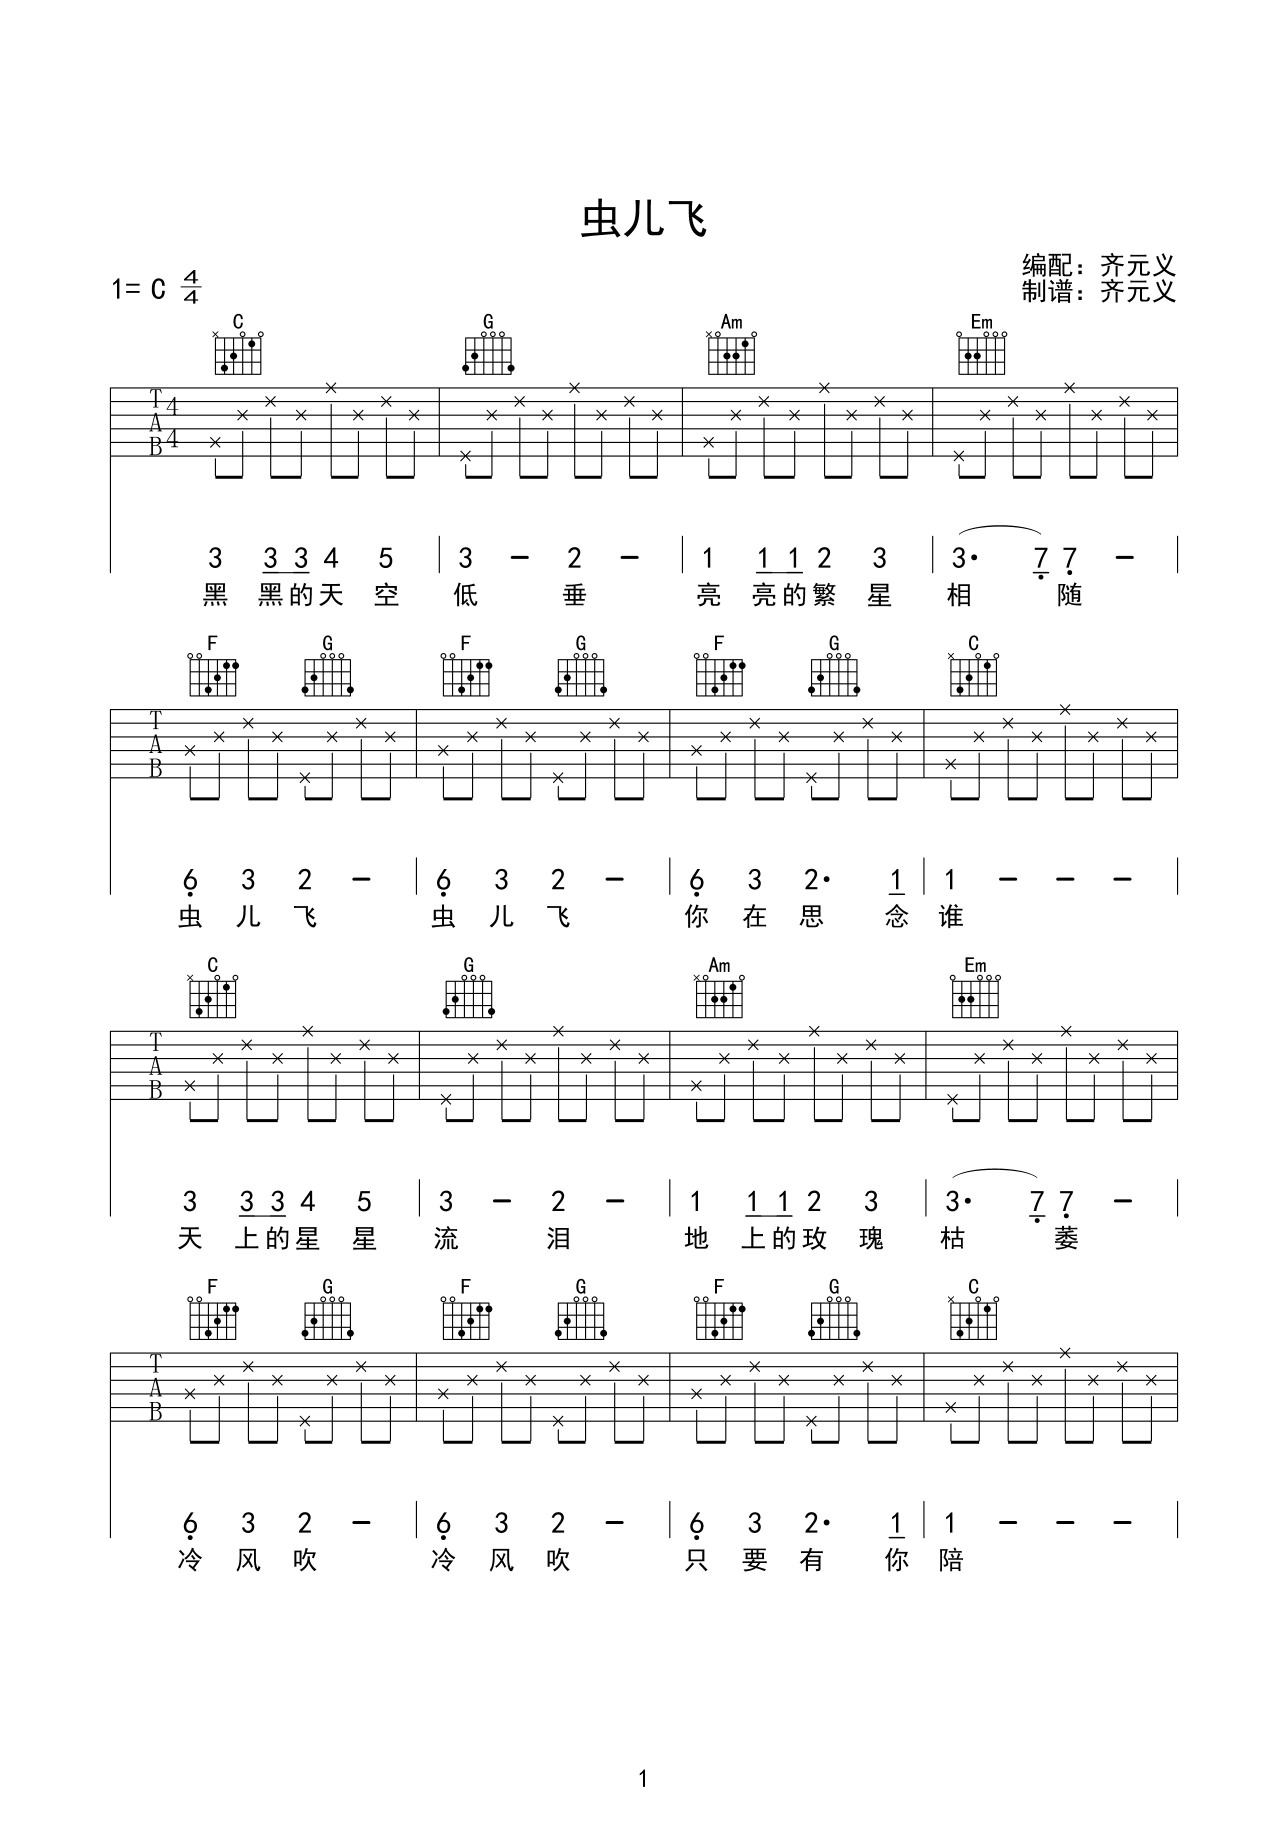 虫儿飞
编配：齐元义
1= C 4/4
制谱：齐元义
C G Am Em
T A B 4 4
3 3 3 4 5 | 3 - 2 - | 1 1 1 2 3 | 3· 7 7 - |
黑 黑的天 空 低 垂 亮 亮的繁 星 相 随
F G F G F G C
T A B
6 3 2 - | 6 3 2 - | 6 3 2· 1 | 1 - - - |
虫 儿 飞 虫 儿 飞 你 在 思 念 谁
C G Am Em
T A B
3 3 3 4 5 | 3 - 2 - | 1 1 1 2 3 | 3· 7 7 - |
天 上的星 星 流 泪 地 上的玫 瑰 枯 萎
F G F G F G C
T A B
6 3 2 - | 6 3 2 - | 6 3 2· 1 | 1 - - - |
冷 风 吹 冷 风 吹 只 要 有 你 陪
1